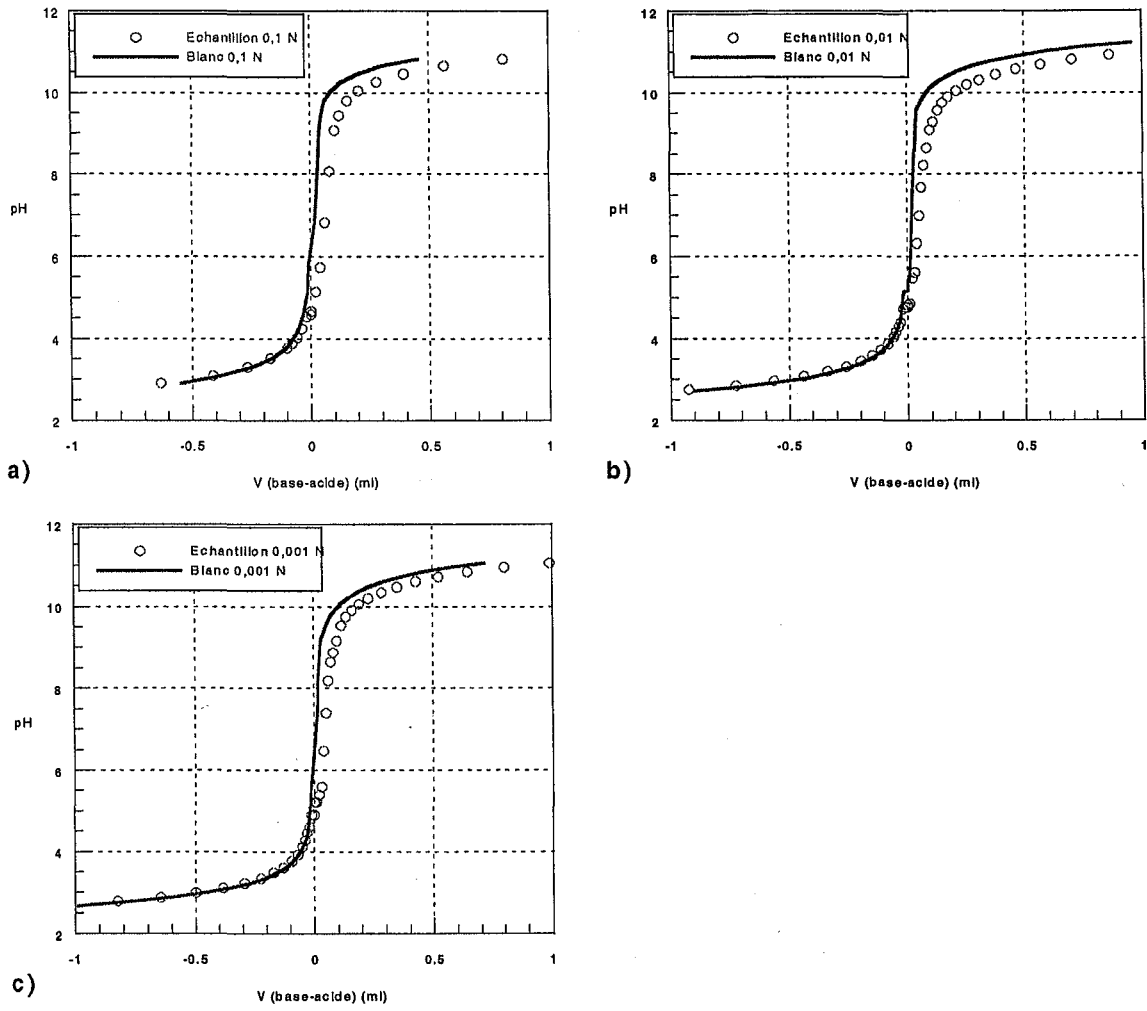 12
Echantillon 0,1 N
Blanc 0,1 N
10
8
pH
6
4
2
-1
-0.5
0
0.5
1
a)
V (base-acide) (ml)
12
Echantillon 0,01 N
Blanc 0,01 N
10
8
pH
6
4
2
-1
-0.5
0
0.5
1
b)
V (base-acide) (ml)
12
Echantillon 0,001 N
Blanc 0,001 N
10
8
pH
6
4
2
-1
-0.5
0
0.5
1
c)
V (base-acide) (ml)